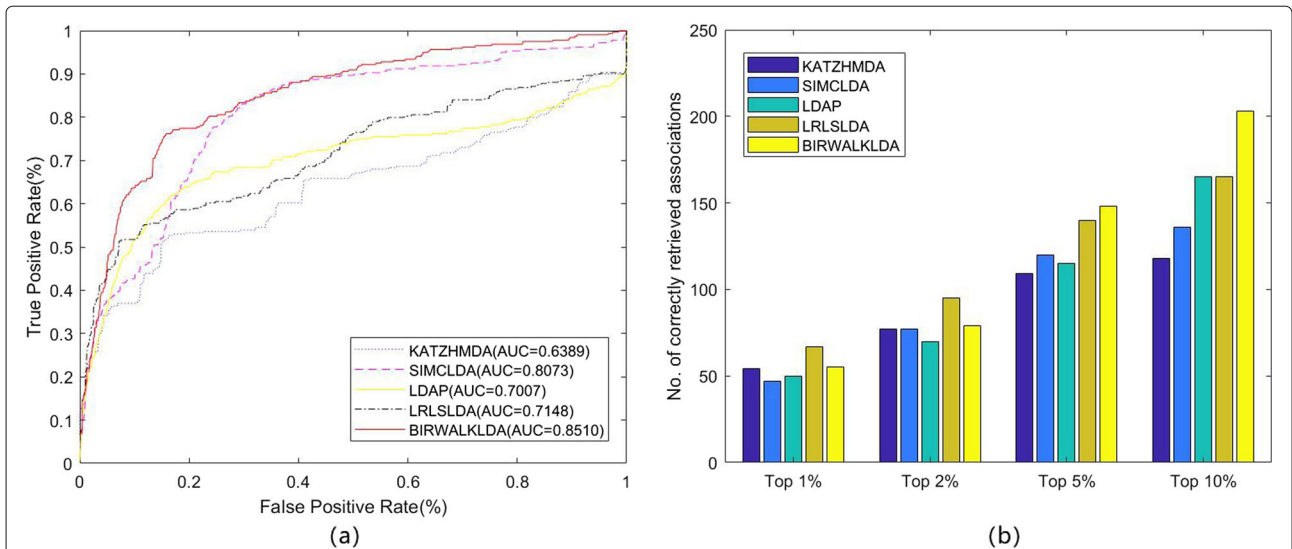 1
0.9
0.8
0.7
0.6
0.5
0.4
0.3
0.2
0.1
0
True Positive Rate(%)
KATZHMDA(AUC=0.6389)
SIMCLDA(AUC=0.8073)
LDAP(AUC=0.7007)
LRLSLDA(AUC=0.7148)
BIRWALKLDA(AUC=0.8510)
0 0.2 0.4 0.6 0.8 1
False Positive Rate(%)
(a)
250
200
150
100
50
0
No. of correctly retrieved associations
KATZHMDA
SIMCLDA
LDAP
LRLSLDA
BIRWALKLDA
Top 1% Top 2% Top 5% Top 10%
(b)